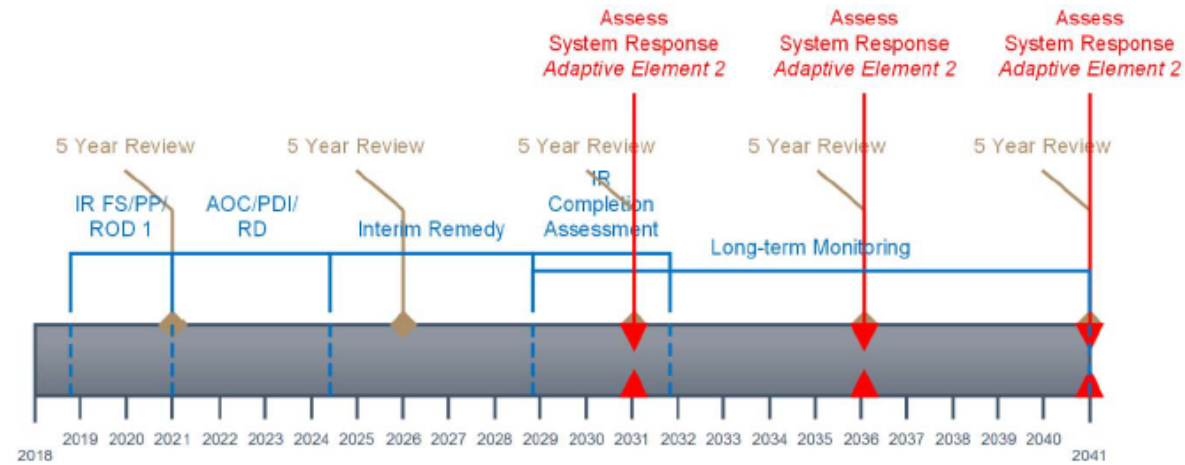 Assess
System Response
Adaptive Element 2
Assess
System Response
Adaptive Element 2
Assess
System Response
Adaptive Element 2
5 Year Review
5 Year Review
5 Year Review
5 Year Review
5 Year Review
IR FS/PP/
ROD 1
AOC/PDI/
RD
Interim Remedy
IR
Completion
Assessment
Long-term Monitoring
2018
2019
2020
2021
2022
2023
2024
2025
2026
2027
2028
2029
2030
2031
2032
2033
2034
2035
2036
2037
2038
2039
2040
2041